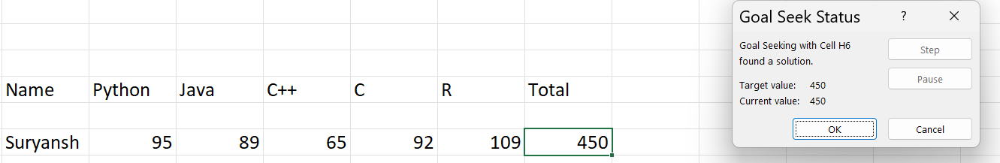 Goal Seek Status ? ×
Goal Seeking with Cell H6
found a solution.
Step
Pause
Target value: 450
Current value: 450
OK Cancel
Name Python Java C++ C R Total
Suryansh 95 89 65 92 109 450